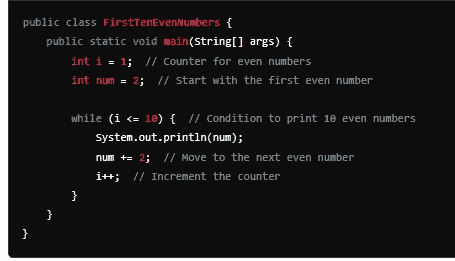 public class FirstTenEvenNumbers {
    public static void main(String[] args) {
        int i = 1;  // Counter for even numbers
        int num = 2;  // Start with the first even number

        while (i <= 10) {  // Condition to print 10 even numbers
            System.out.println(num);
            num += 2;  // Move to the next even number
            i++;  // Increment the counter
        }
    }
}